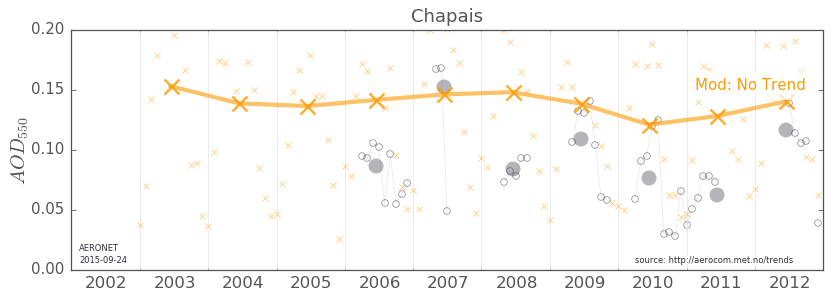 Chapais
0.20
0.15
0.10
0.05
0.00
AOD550
Mod: No Trend
AERONET
2015-09-24
source: http://aerocom.met.no/trends
2002 2003 2004 2005 2006 2007 2008 2009 2010 2011 2012